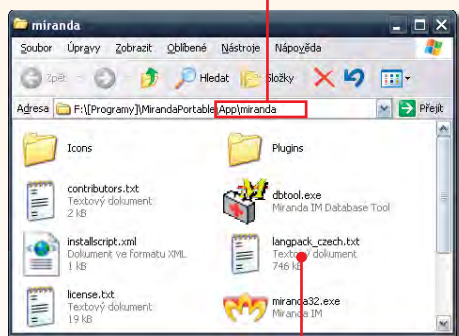 miranda
Soubor Úpravy Zobrazit Oblíbené Nástroje Nápověda
Zpět Hledat Složky
Adresa F:\[Programy]\MirandaPortable\App\miranda Přejít
Icons
Plugins
contributors.txt
Textový dokument
2 kB
dbtool.exe
Miranda IM Database Tool
installscript.xml
Dokument ve formátu XML
1 kB
langpack_czech.txt
Textový dokument
746 kB
license.txt
Textový dokument
19 kB
miranda32.exe
Miranda IM